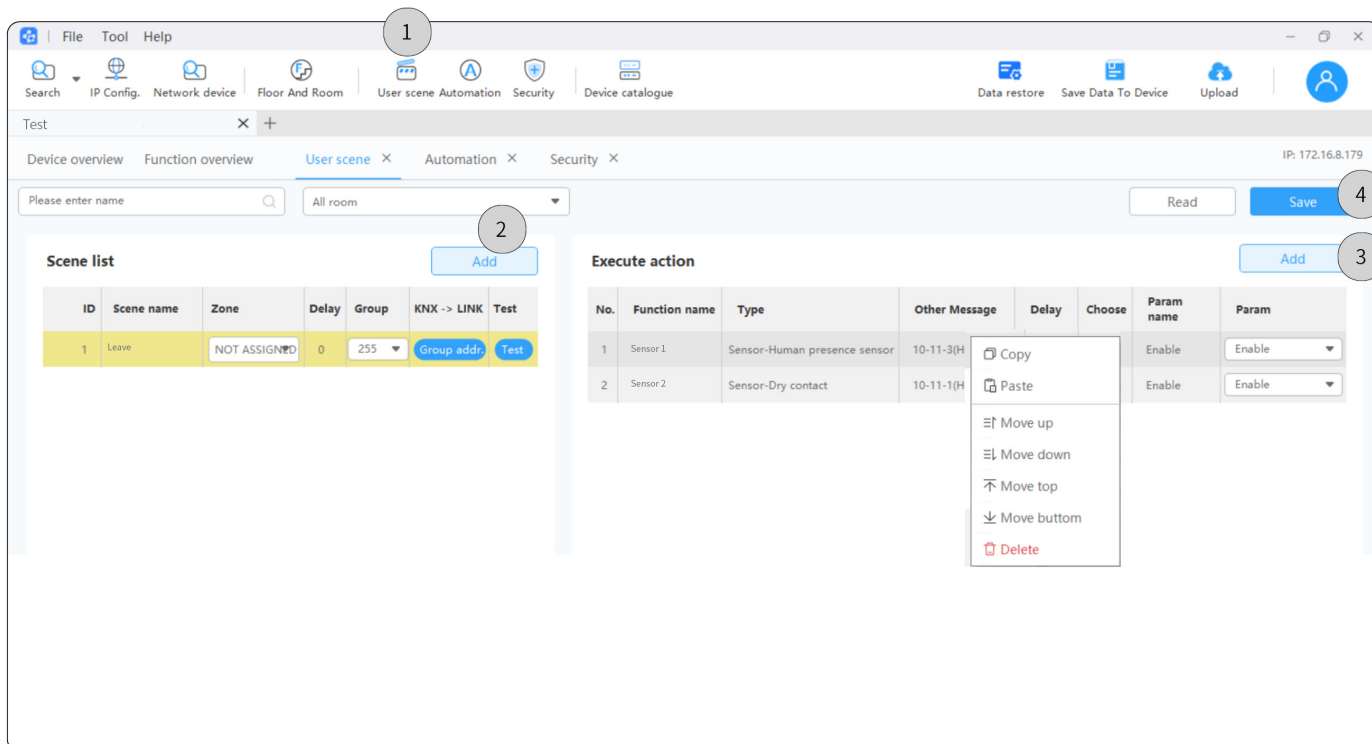 1
File Tool Help
Search IP Config. Network device Floor And Room User scene Automation Security Device catalogue Data restore Save Data To Device Upload
Test
Device overview Function overview User scene Automation Security IP: 172.16.8.179
Please enter name All room Read Save 4
2
Scene list Add Execute action Add 3
ID Scene name Zone Delay Group KNX -> LINK Test No. Function name Type Other Message Delay Choose Param name Param
1 Leave NOT ASSIGNED 0 255 Group addr. Test 1 Sensor 1 Sensor-Human presence sensor 10-11-3(H Enable Enable
2 Sensor 2 Sensor-Dry contact 10-11-1(H Enable Enable
Copy
Paste
Move up
Move down
Move top
Move buttom
Delete